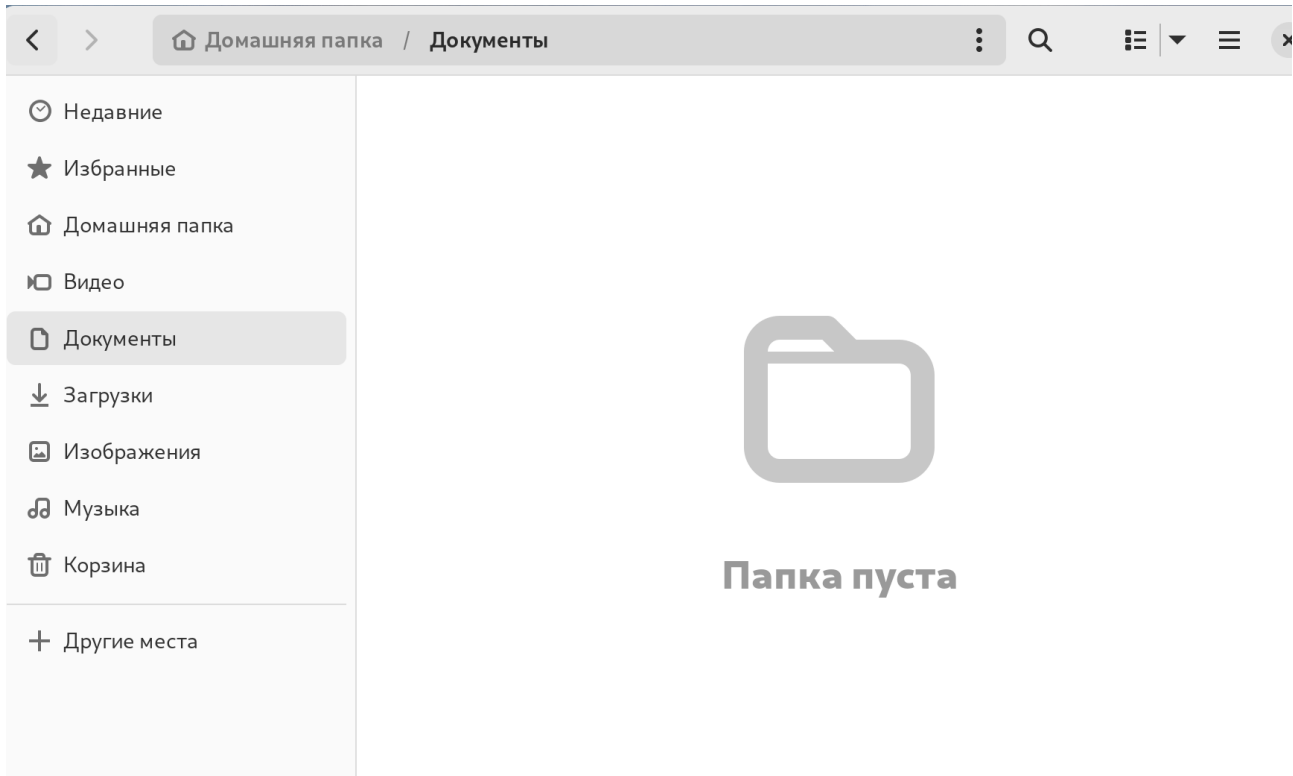 Домашняя папка / Документы
Недавние
Избранные
Домашняя папка
Видео
Документы
Загрузки
Изображения
Музыка
Корзина
Другие места
Папка пуста